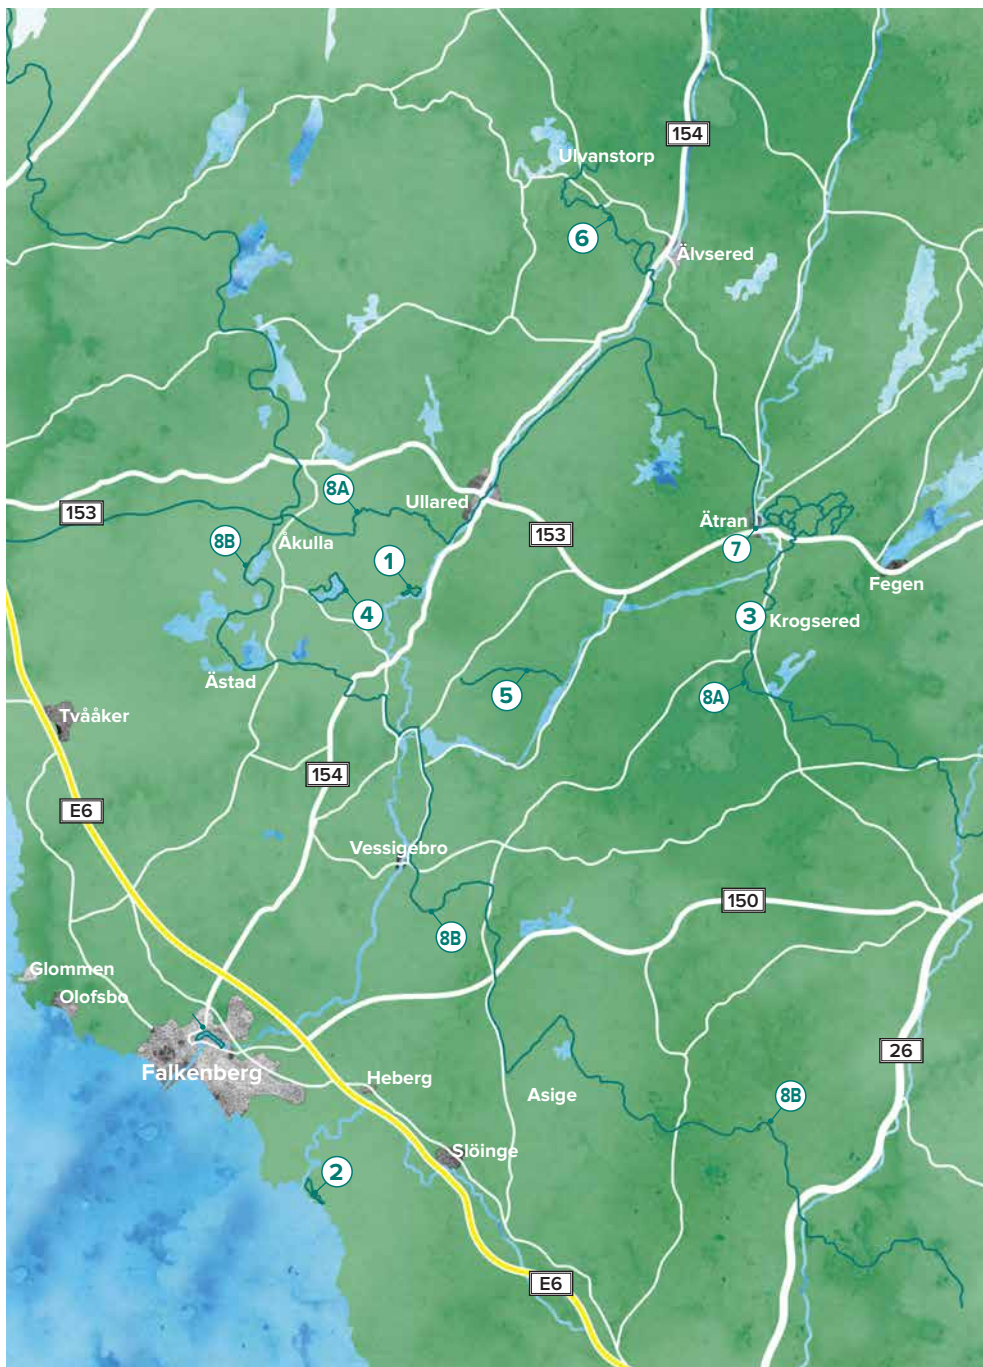 154
Ulvanstorp
6
Älvsered
8A
Ullared
153
153
Ätran
7
8B
Åkulla
1
Fegen
4
3
Krogsered
Ästad
5
8A
Tvååker
154
E6
Vessigebro
150
8B
Glommen
Olofsbo
26
Falkenberg
Heberg
Asige
8B
Slöinge
2
E6